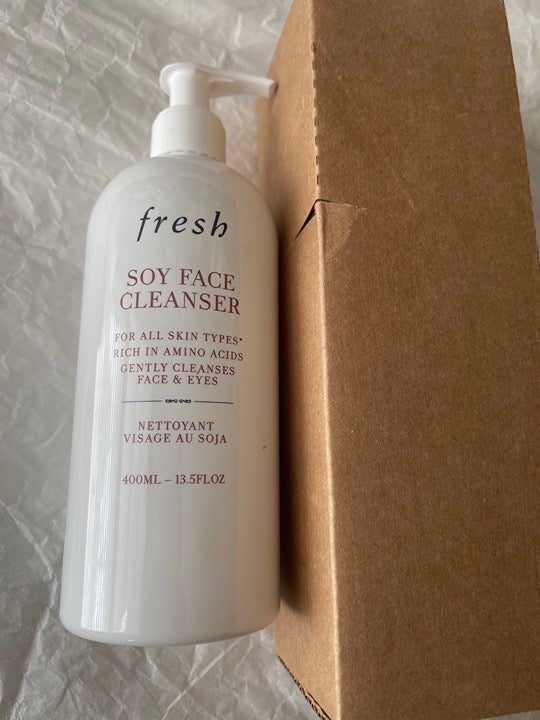 fresh
SOY FACE
CLEANSER
FOR ALL SKIN TYPES*
RICH IN AMINO ACIDS
GENTLY CLEANSES
FACE & EYES
NETTOYANT
VISAGE AU SOJA
400ML – 13.5FLOZ